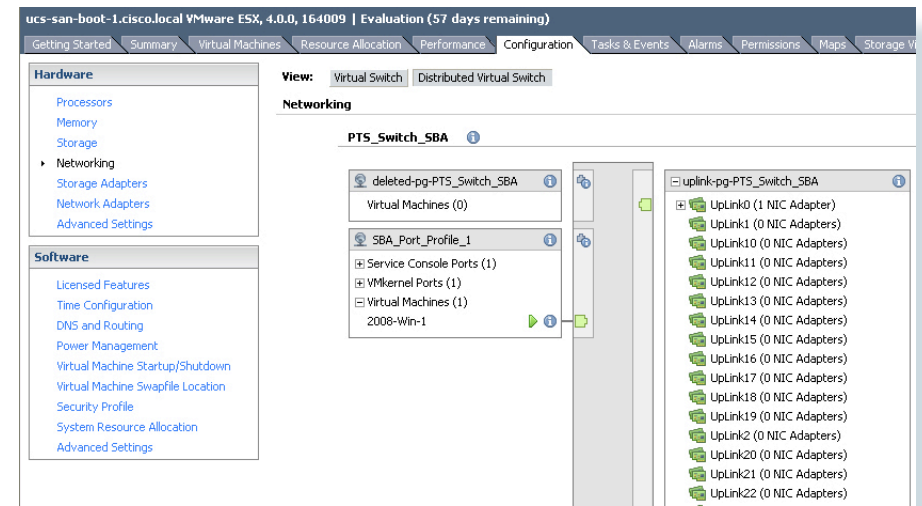 ucs-san-boot-1.cisco.local VMware ESX, 4.0.0, 164009 | Evaluation (57 days remaining)
Getting Started Summary Virtual Machines Resource Allocation Performance Configuration Tasks & Events Alarms Permissions Maps Storage Vi
Hardware
Processors
Memory
Storage
Networking
Storage Adapters
Network Adapters
Advanced Settings
Software
Licensed Features
Time Configuration
DNS and Routing
Power Management
Virtual Machine Startup/Shutdown
Virtual Machine Swapfile Location
Security Profile
System Resource Allocation
Advanced Settings
View: Virtual Switch Distributed Virtual Switch
Networking
PTS_Switch_SBA
deleted-pg-PTS_Switch_SBA
Virtual Machines (0)
SBA_Port_Profile_1
Service Console Ports (1)
VMkernel Ports (1)
Virtual Machines (1)
2008-Win-1
uplink-pg-PTS_Switch_SBA
UpLink0 (1 NIC Adapter)
UpLink1 (0 NIC Adapters)
UpLink10 (0 NIC Adapters)
UpLink11 (0 NIC Adapters)
UpLink12 (0 NIC Adapters)
UpLink13 (0 NIC Adapters)
UpLink14 (0 NIC Adapters)
UpLink15 (0 NIC Adapters)
UpLink16 (0 NIC Adapters)
UpLink17 (0 NIC Adapters)
UpLink18 (0 NIC Adapters)
UpLink19 (0 NIC Adapters)
UpLink2 (0 NIC Adapters)
UpLink20 (0 NIC Adapters)
UpLink21 (0 NIC Adapters)
UpLink22 (0 NIC Adapters)